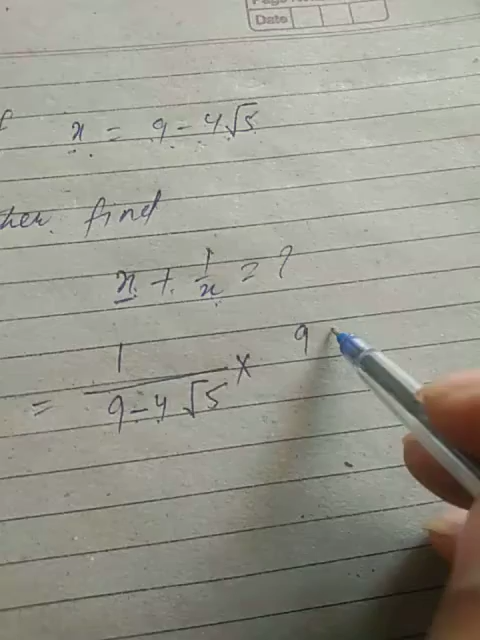 Date
x = 9 - 4√5
find
x + 1/x = ?
= 1/(9 - 4√5) × 9